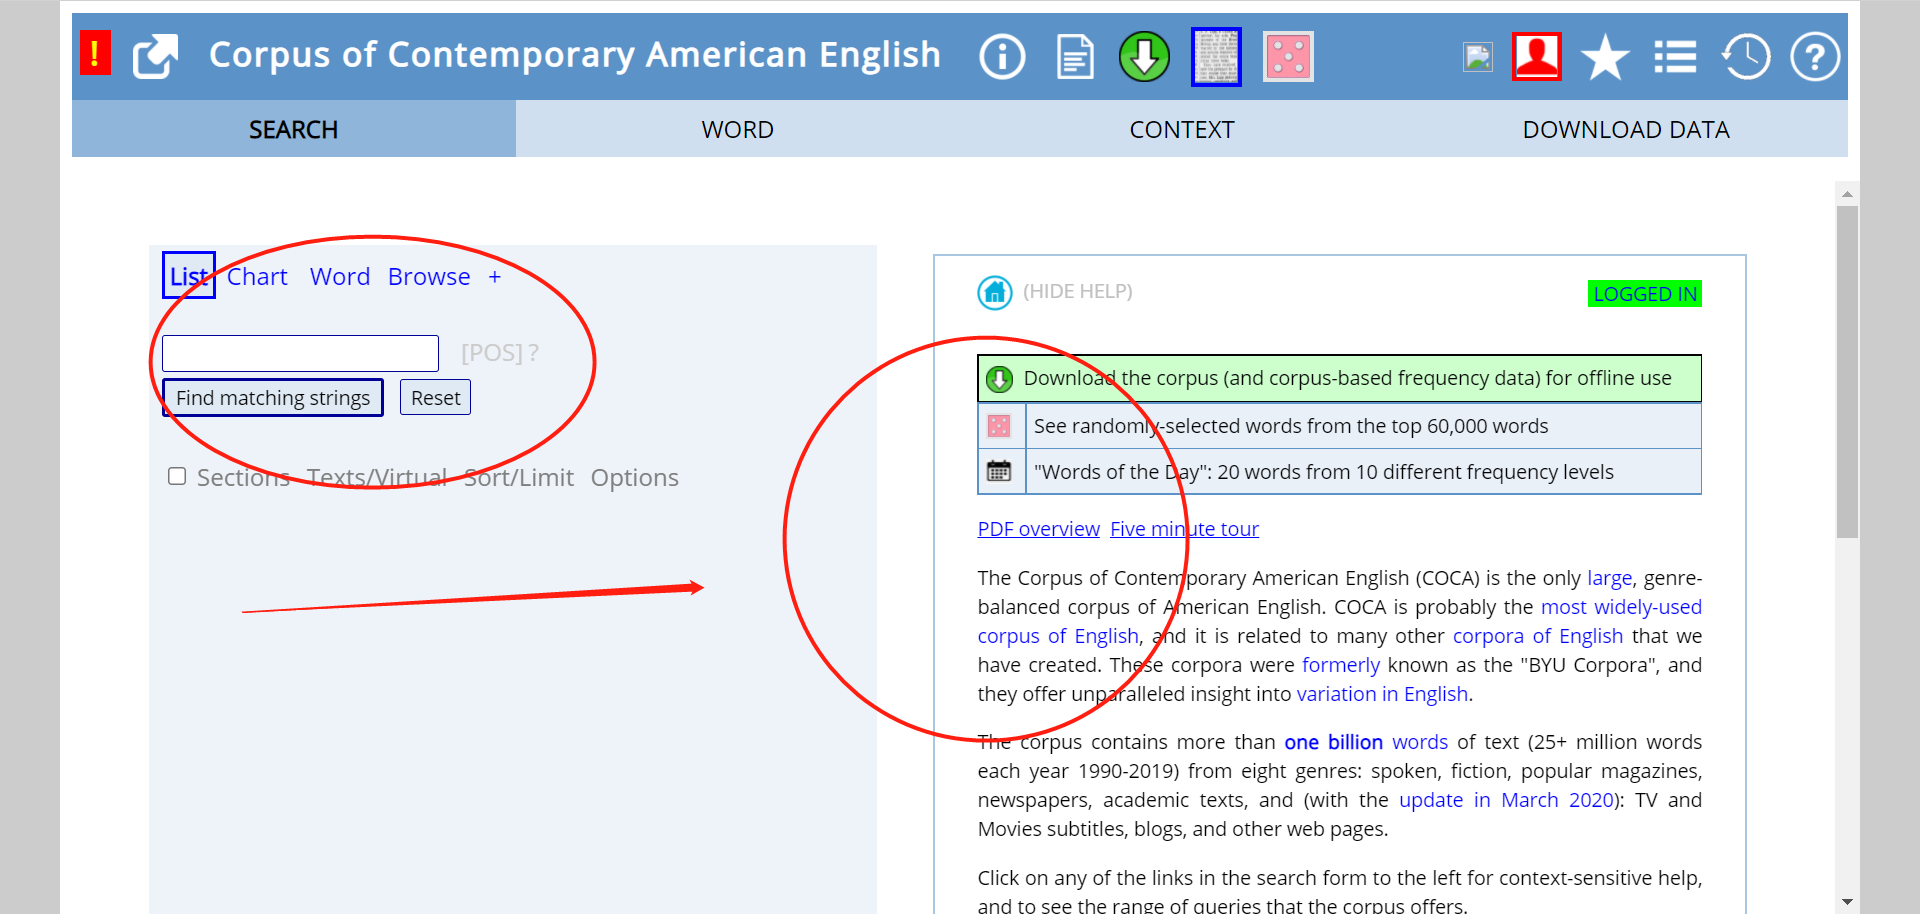 !
Corpus of Contemporary American English
SEARCH WORD CONTEXT DOWNLOAD DATA
List Chart Word Browse +
[POS] ?
Find matching strings Reset
Sections Texts/Virtual Sort/Limit Options
(HIDE HELP) LOGGED IN
Download the corpus (and corpus-based frequency data) for offline use
See randomly-selected words from the top 60,000 words
"Words of the Day": 20 words from 10 different frequency levels
PDF overview Five minute tour
The Corpus of Contemporary American English (COCA) is the only large, genre-
balanced corpus of American English. COCA is probably the most widely-used
corpus of English, and it is related to many other corpora of English that we
have created. These corpora were formerly known as the "BYU Corpora", and
they offer unparalleled insight into variation in English.
The corpus contains more than one billion words of text (25+ million words
each year 1990-2019) from eight genres: spoken, fiction, popular magazines,
newspapers, academic texts, and (with the update in March 2020): TV and
Movies subtitles, blogs, and other web pages.
Click on any of the links in the search form to the left for context-sensitive help,
and to see the range of queries that the corpus offers.